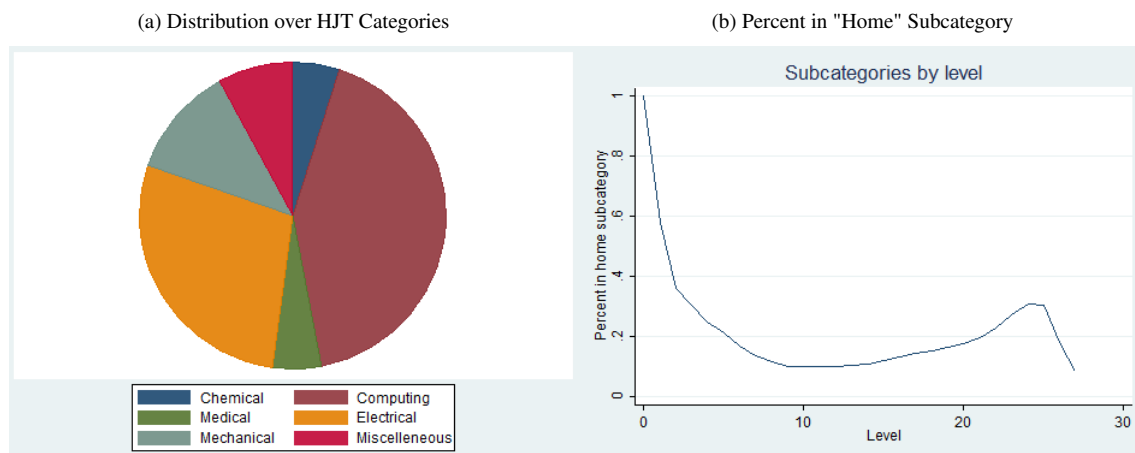 (a) Distribution over HJT Categories
Chemical
Computing
Medical
Electrical
Mechanical
Miscelleneous
(b) Percent in "Home" Subcategory
Subcategories by level
Percent in home subcategory
1
.8
.6
.4
.2
0
0
10
20
30
Level